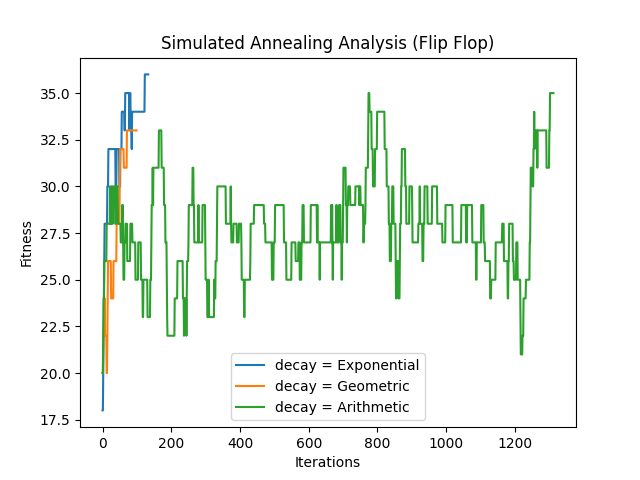 Simulated Annealing Analysis (Flip Flop)
Fitness
35.0
32.5
30.0
27.5
25.0
22.5
20.0
17.5
decay = Exponential
decay = Geometric
decay = Arithmetic
0 200 400 600 800 1000 1200
Iterations